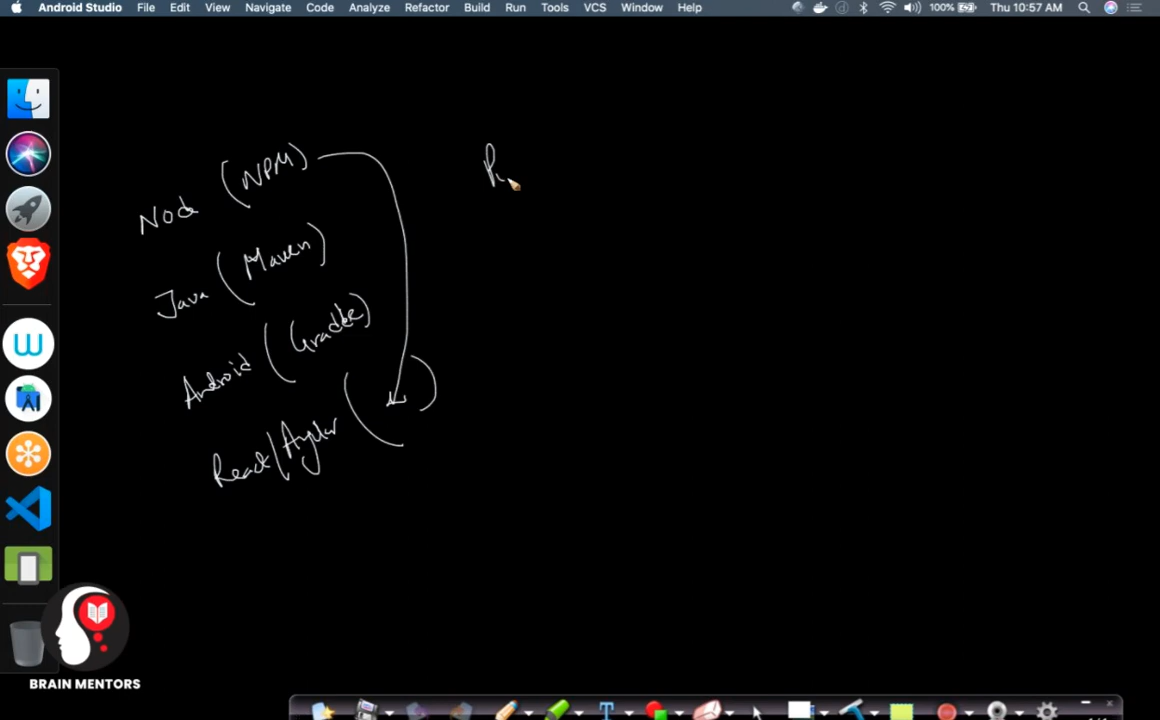 Android Studio File Edit View Navigate Code Analyze Refactor Build Run Tools VCS Window Help 100% Thu 10:57 AM
Node (NPM)
Java (Maven)
Android (Gradle)
React/Angular ( )
BRAIN MENTORS